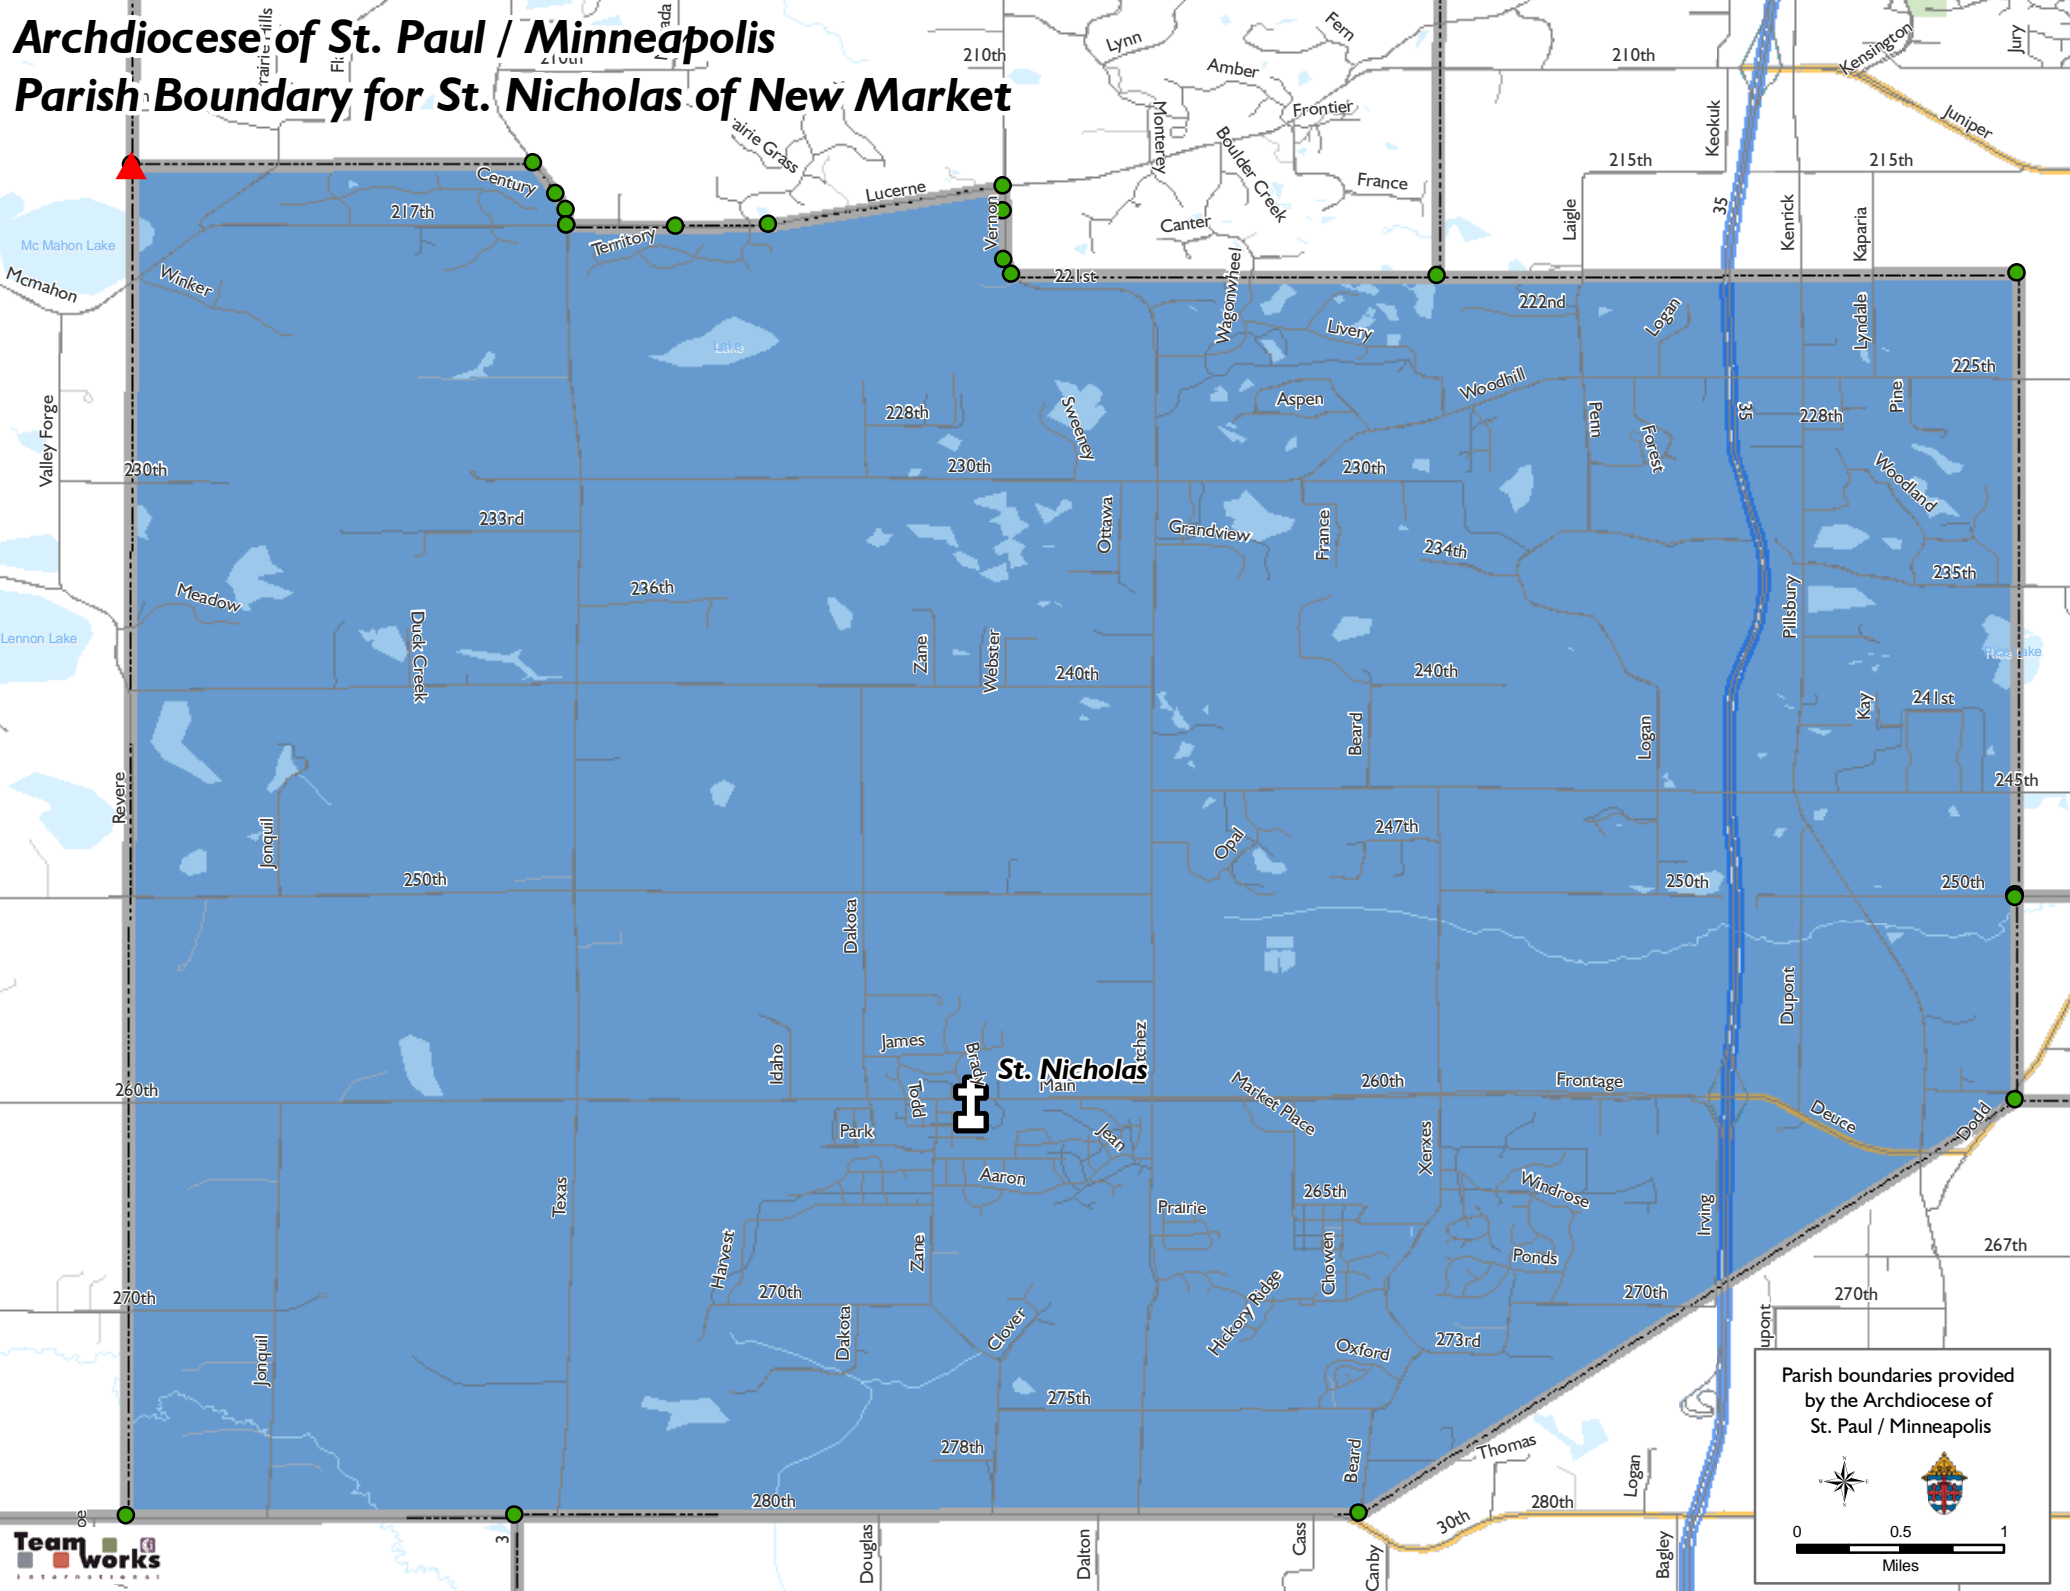 Archdiocese of St. Paul / Minneapolis
Parish Boundary for St. Nicholas of New Market
210th
210th
210th
Lynn
Fern
Amber
Frontier
Monterey
Boulder Creek
France
Canter
Keokuk
Kensington
Jury
Juniper
215th
215th
Laigle
35
Kenrick
Kaparia
Century
217th
Territory
Lucerne
Vernon
221st
Mc Mahon Lake
Mcmahon
Winker
Lake
Wagonwheel
Livery
222nd
Logan
Lyndale
225th
Valley Forge
228th
Sweeney
Aspen
Woodhill
Penn
Forest
35
228th
Pine
230th
230th
230th
Woodland
233rd
Ottawa
Grandview
France
234th
235th
Meadow
236th
Duck Creek
Zane
Webster
240th
240th
Pillsbury
Lennon Lake
Rice Lake
241st
Kay
Beard
Logan
Revere
Jonquil
245th
Opal
247th
250th
250th
250th
Dakota
Dupont
Idaho
James
Brady
Todd
St. Nicholas
Main
260th
260th
Market Place
Frontage
Deuce
Dodd
Park
Jean
Aaron
Xerxes
Texas
Prairie
265th
Windrose
Irving
Harvest
Zane
Chowen
Ponds
267th
270th
270th
270th
270th
Hickory Ridge
Dakota
Clover
Jonquil
Oxford
273rd
275th
278th
Beard
Thomas
Logan
280th
280th
30th
3
Douglas
Dalton
Cass
Canby
Bagley
Parish boundaries provided
by the Archdiocese of
St. Paul / Minneapolis
0 0.5 1
Miles
Team
works
international